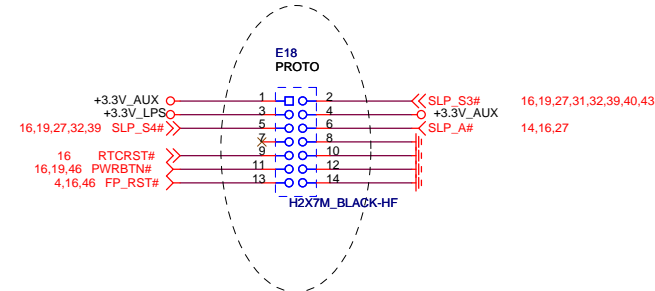 E18
PROTO
+3.3V_AUX 1 2 SLP_S3# 16,19,27,31,32,39,40,43
+3.3V_LPS 3 4 +3.3V_AUX
16,19,27,32,39 SLP_S4# 5 6 SLP_A# 14,16,27
7 8
16 RTCRST# 9 10
16,19,46 PWRBTN# 11 12
4,16,46 FP_RST# 13 14
H2X7M_BLACK-HF